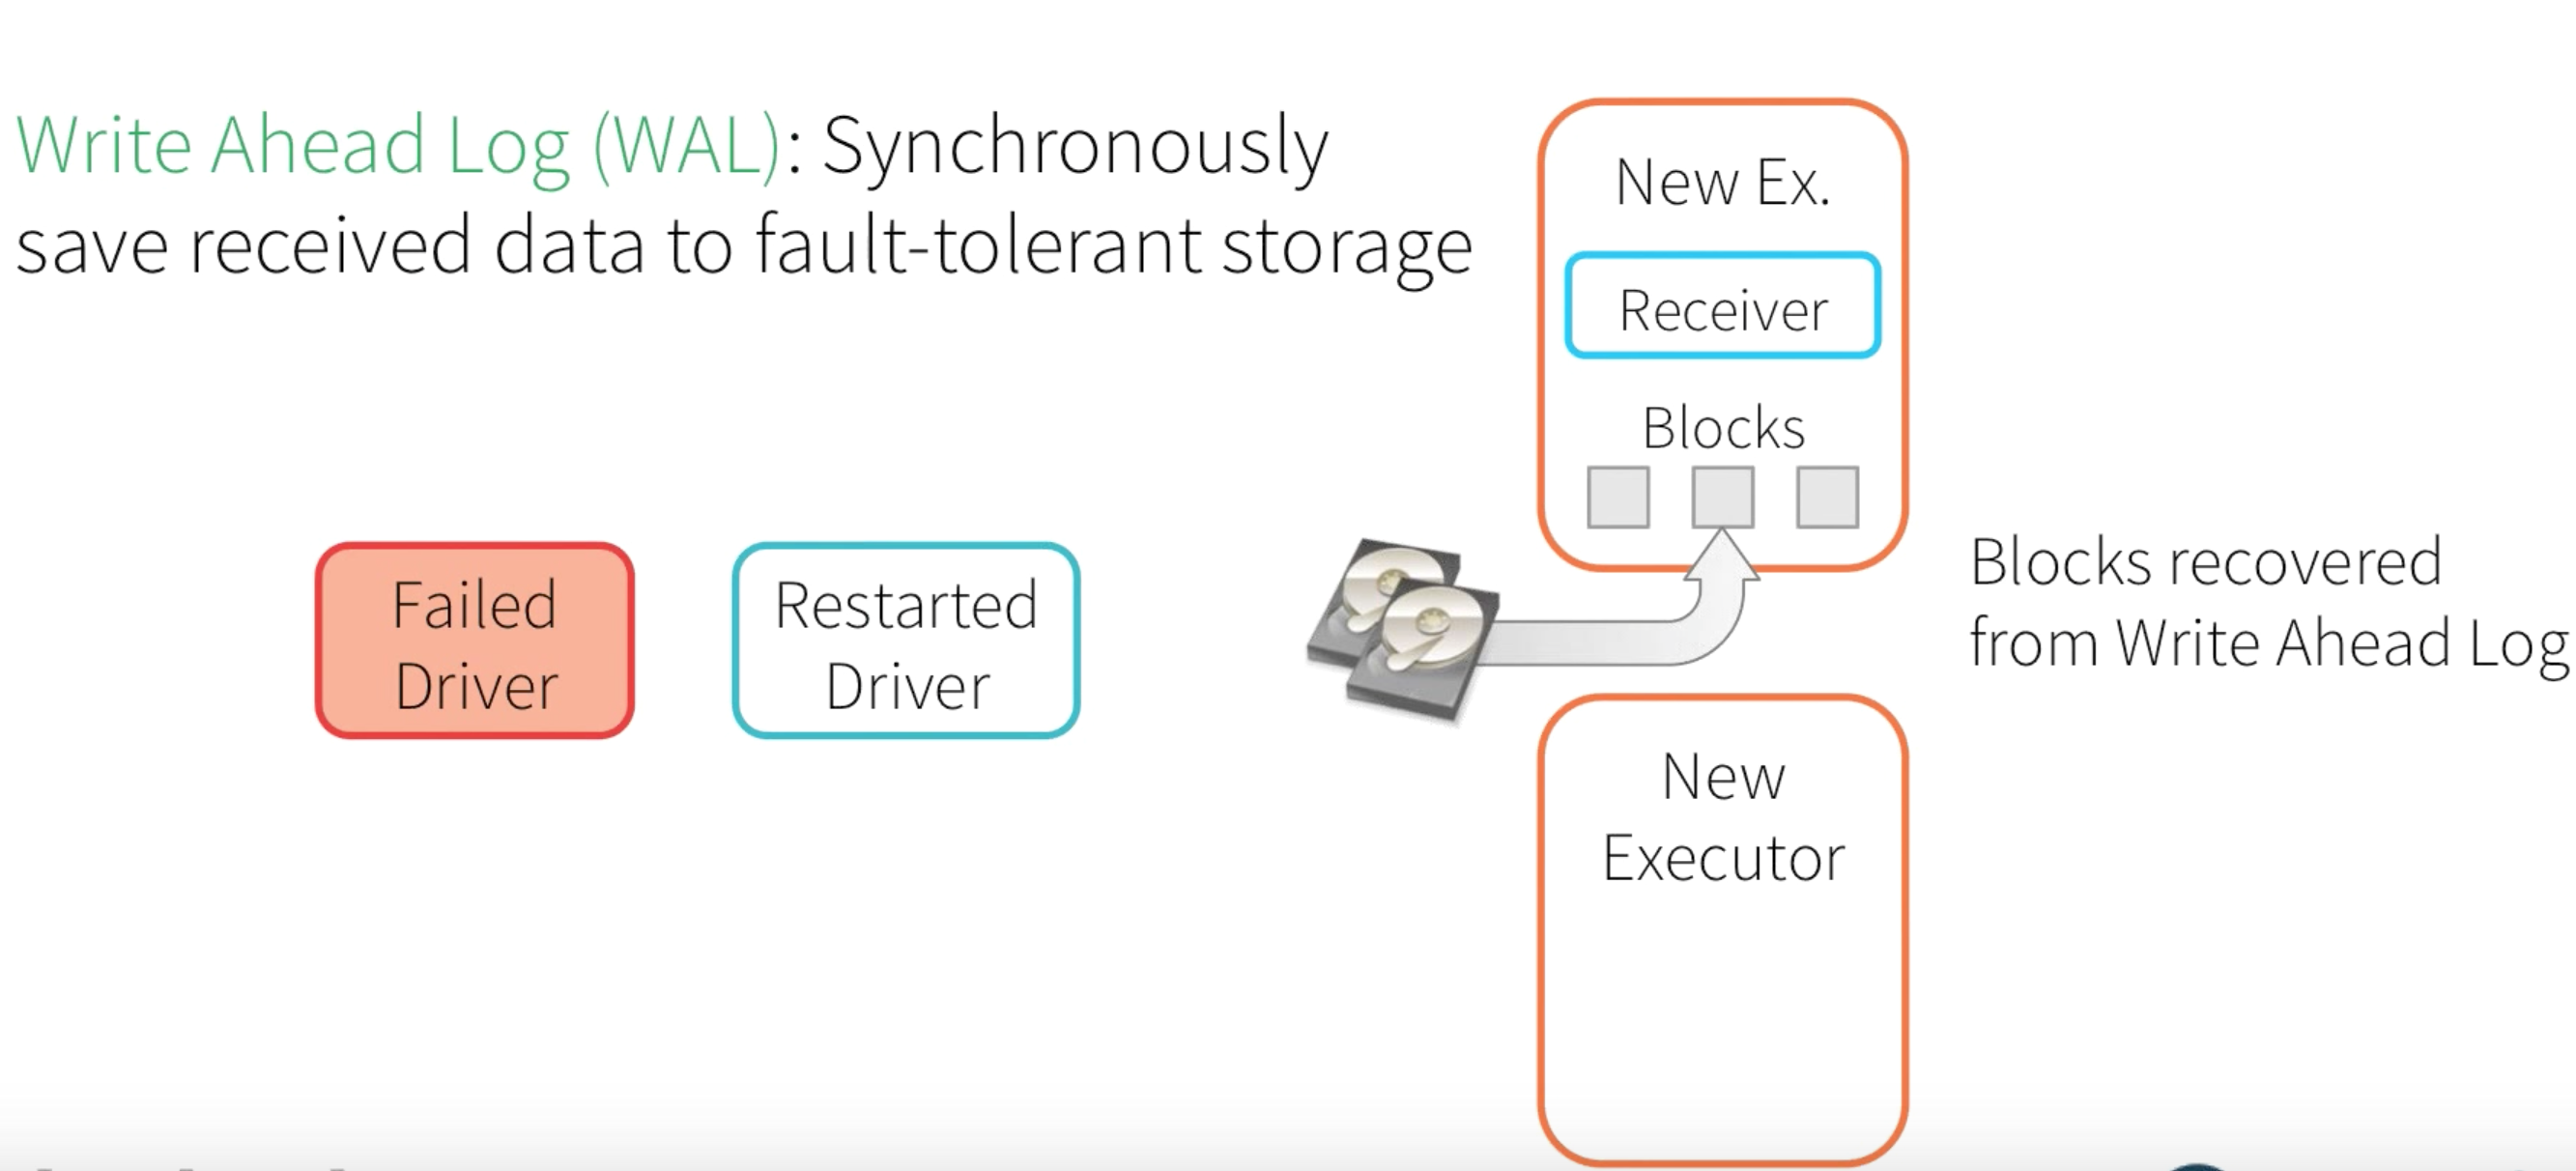 Write Ahead Log (WAL): Synchronously
save received data to fault-tolerant storage
Failed
Driver
Restarted
Driver
New Ex.
Receiver
Blocks
Blocks recovered
from Write Ahead Log
New
Executor